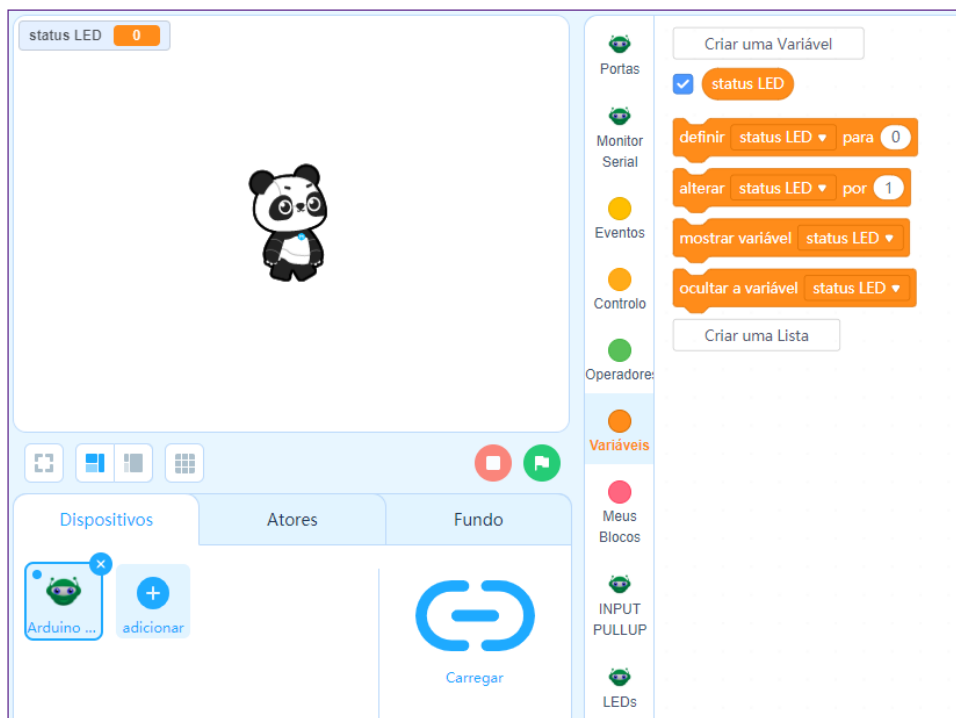 status LED 0
Dispositivos Atores Fundo
Arduino ...
adicionar
Carregar
Portas
Monitor
Serial
Eventos
Controlo
Operadores
Variáveis
Meus
Blocos
INPUT
PULLUP
LEDs
Criar uma Variável
status LED
definir status LED para 0
alterar status LED por 1
mostrar variável status LED
ocultar a variável status LED
Criar uma Lista